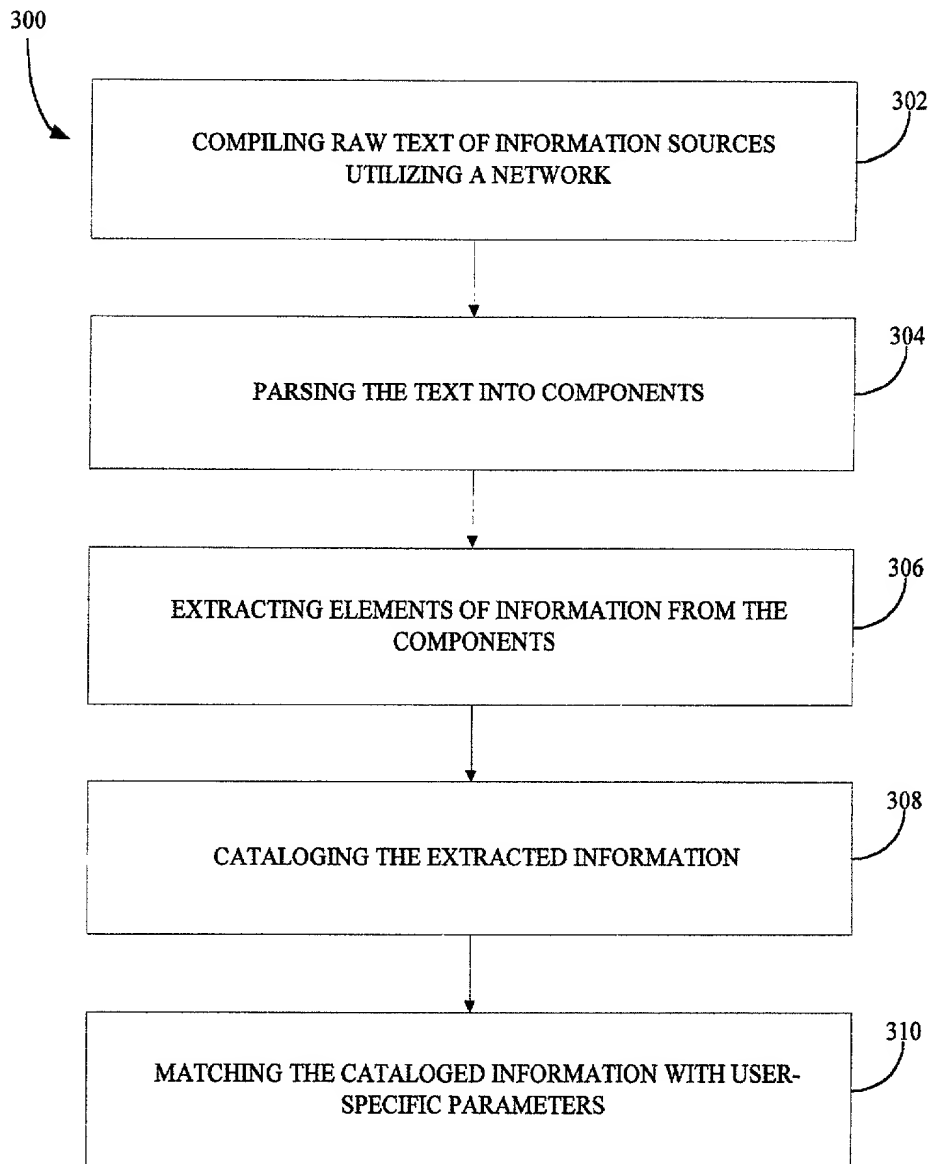 300
302
COMPILING RAW TEXT OF INFORMATION SOURCES
UTILIZING A NETWORK
304
PARSING THE TEXT INTO COMPONENTS
306
EXTRACTING ELEMENTS OF INFORMATION FROM THE
COMPONENTS
308
CATALOGING THE EXTRACTED INFORMATION
310
MATCHING THE CATALOGED INFORMATION WITH USER-
SPECIFIC PARAMETERS